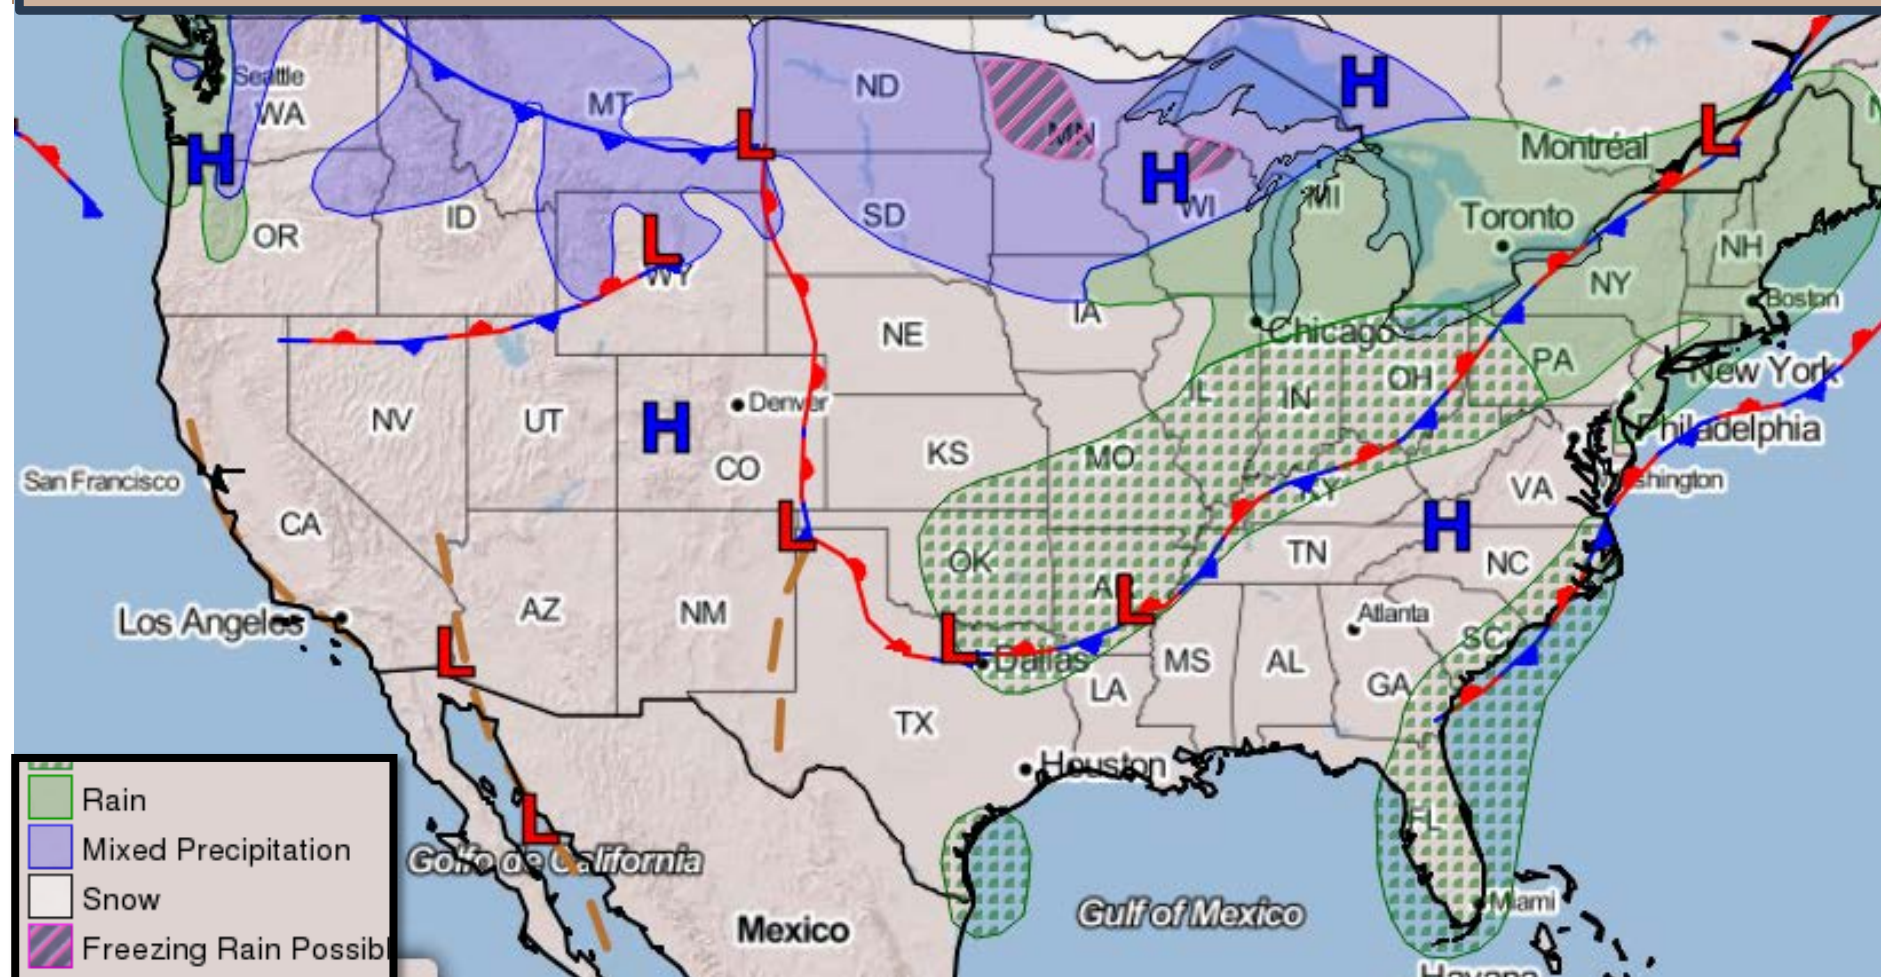 Seattle
WA
MT
ND
MN
H
L
H
H
H
WI
MI
Montréal
L
OR
ID
SD
Toronto
NH
L
WY
NY
Boston
IA
NE
Chicago
PA
New York
IL
IN
OH
NV
UT
H
Denver
CO
KS
MO
Philadelphia
San Francisco
CA
KY
VA
H
L
OK
TN
NC
Los Angeles
AZ
NM
L
Atlanta
L
L
Dallas
MS
AL
SC
GA
LA
TX
Houston
L
FL
Golfo de California
Mexico
Gulf of Mexico
Miami
Rain
Mixed Precipitation
Snow
Freezing Rain